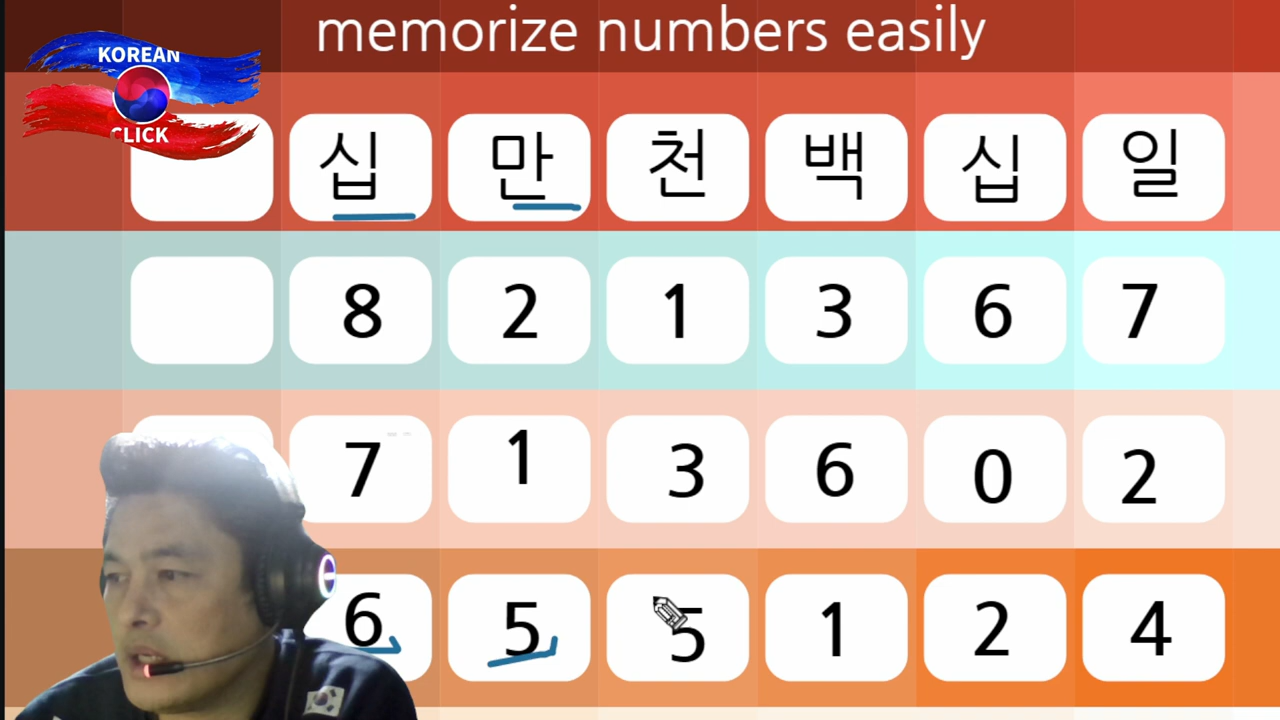 memorize numbers easily
KOREAN
CLICK
십 만 천 백 십 일
8 2 1 3 6 7
7 1 3 6 0 2
6 5 5 1 2 4